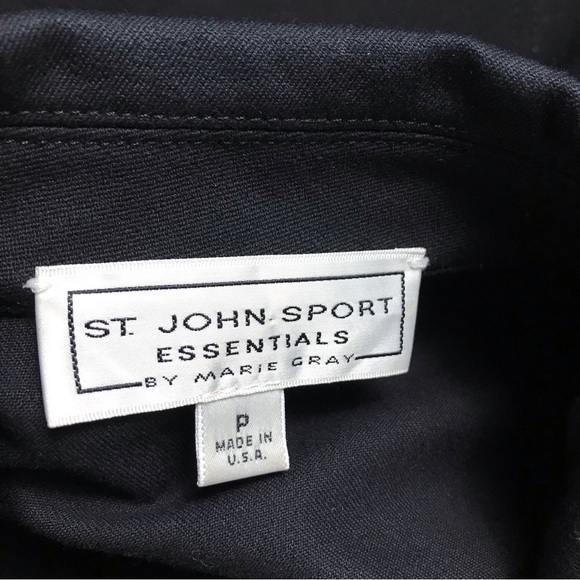 ST. JOHN SPORT
ESSENTIALS
BY MARIE GRAY
P
MADE IN
U.S.A.